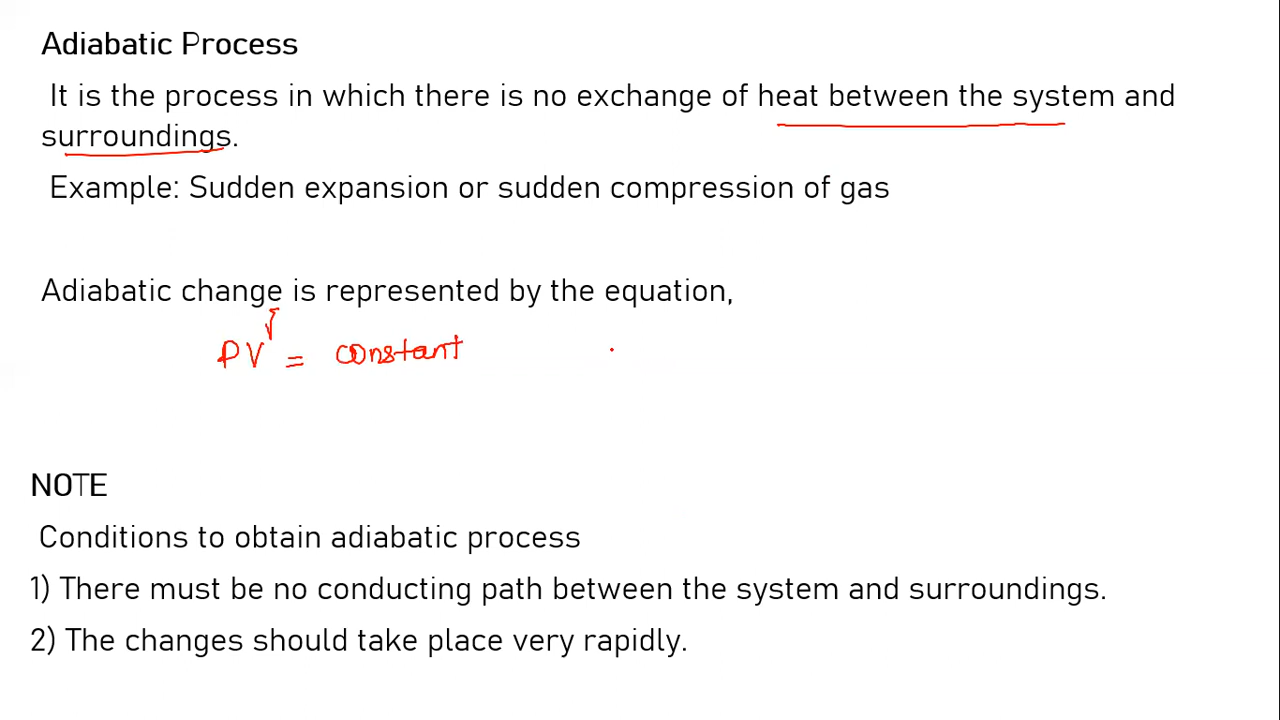 Adiabatic Process
It is the process in which there is no exchange of heat between the system and
surroundings.
Example: Sudden expansion or sudden compression of gas
Adiabatic change is represented by the equation,
PV^γ = constant
NOTE
Conditions to obtain adiabatic process
1) There must be no conducting path between the system and surroundings.
2) The changes should take place very rapidly.